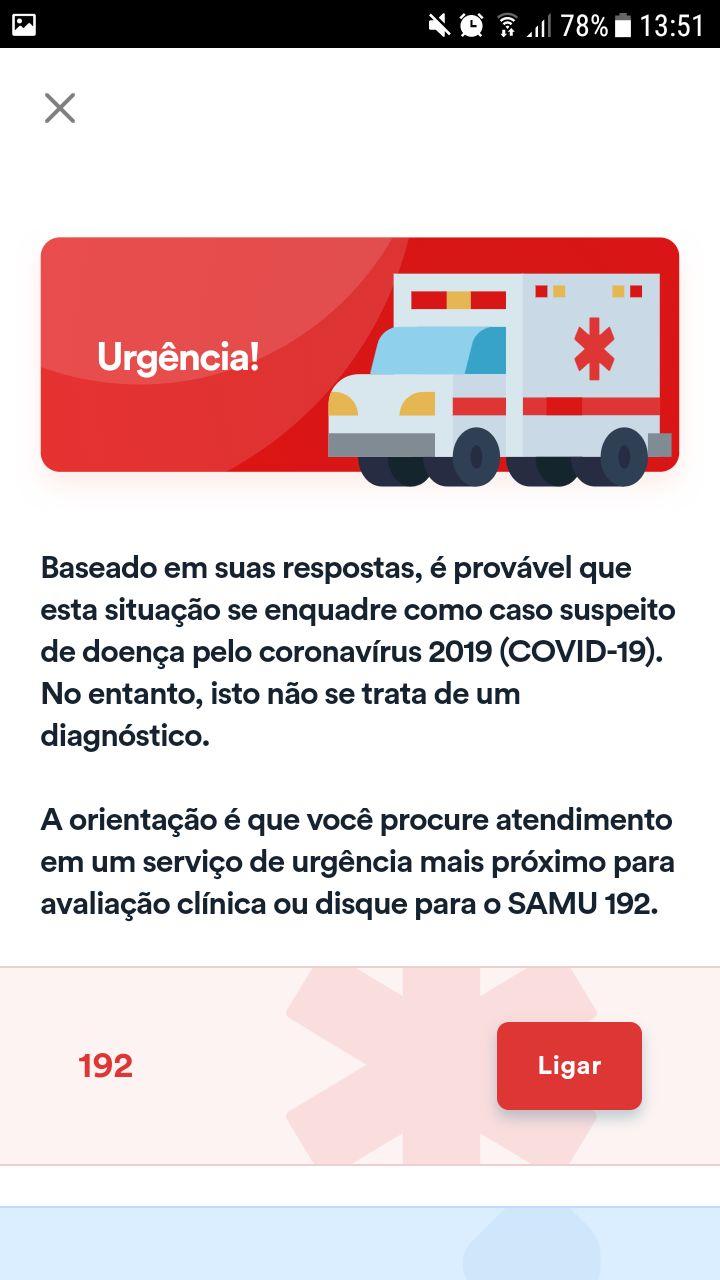 78% 13:51
Urgência!
Baseado em suas respostas, é provável que
esta situação se enquadre como caso suspeito
de doença pelo coronavírus 2019 (COVID-19).
No entanto, isto não se trata de um
diagnóstico.
A orientação é que você procure atendimento
em um serviço de urgência mais próximo para
avaliação clínica ou disque para o SAMU 192.
192 Ligar